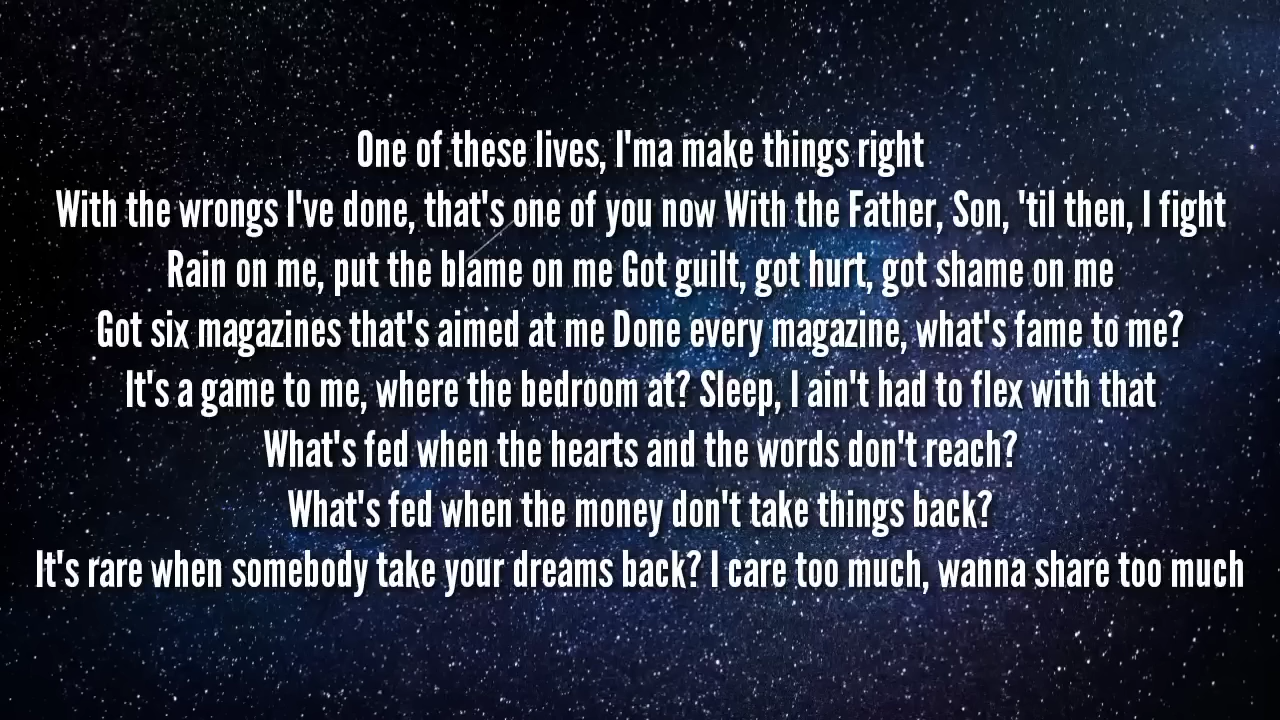 One of these lives, I'ma make things right
With the wrongs I've done, that's one of you now With the Father, Son, 'til then, I fight
Rain on me, put the blame on me Got guilt, got hurt, got shame on me
Got six magazines that's aimed at me Done every magazine, what's fame to me?
It's a game to me, where the bedroom at? Sleep, I ain't had to flex with that
What's fed when the hearts and the words don't reach?
What's fed when the money don't take things back?
It's rare when somebody take your dreams back? I care too much, wanna share too much